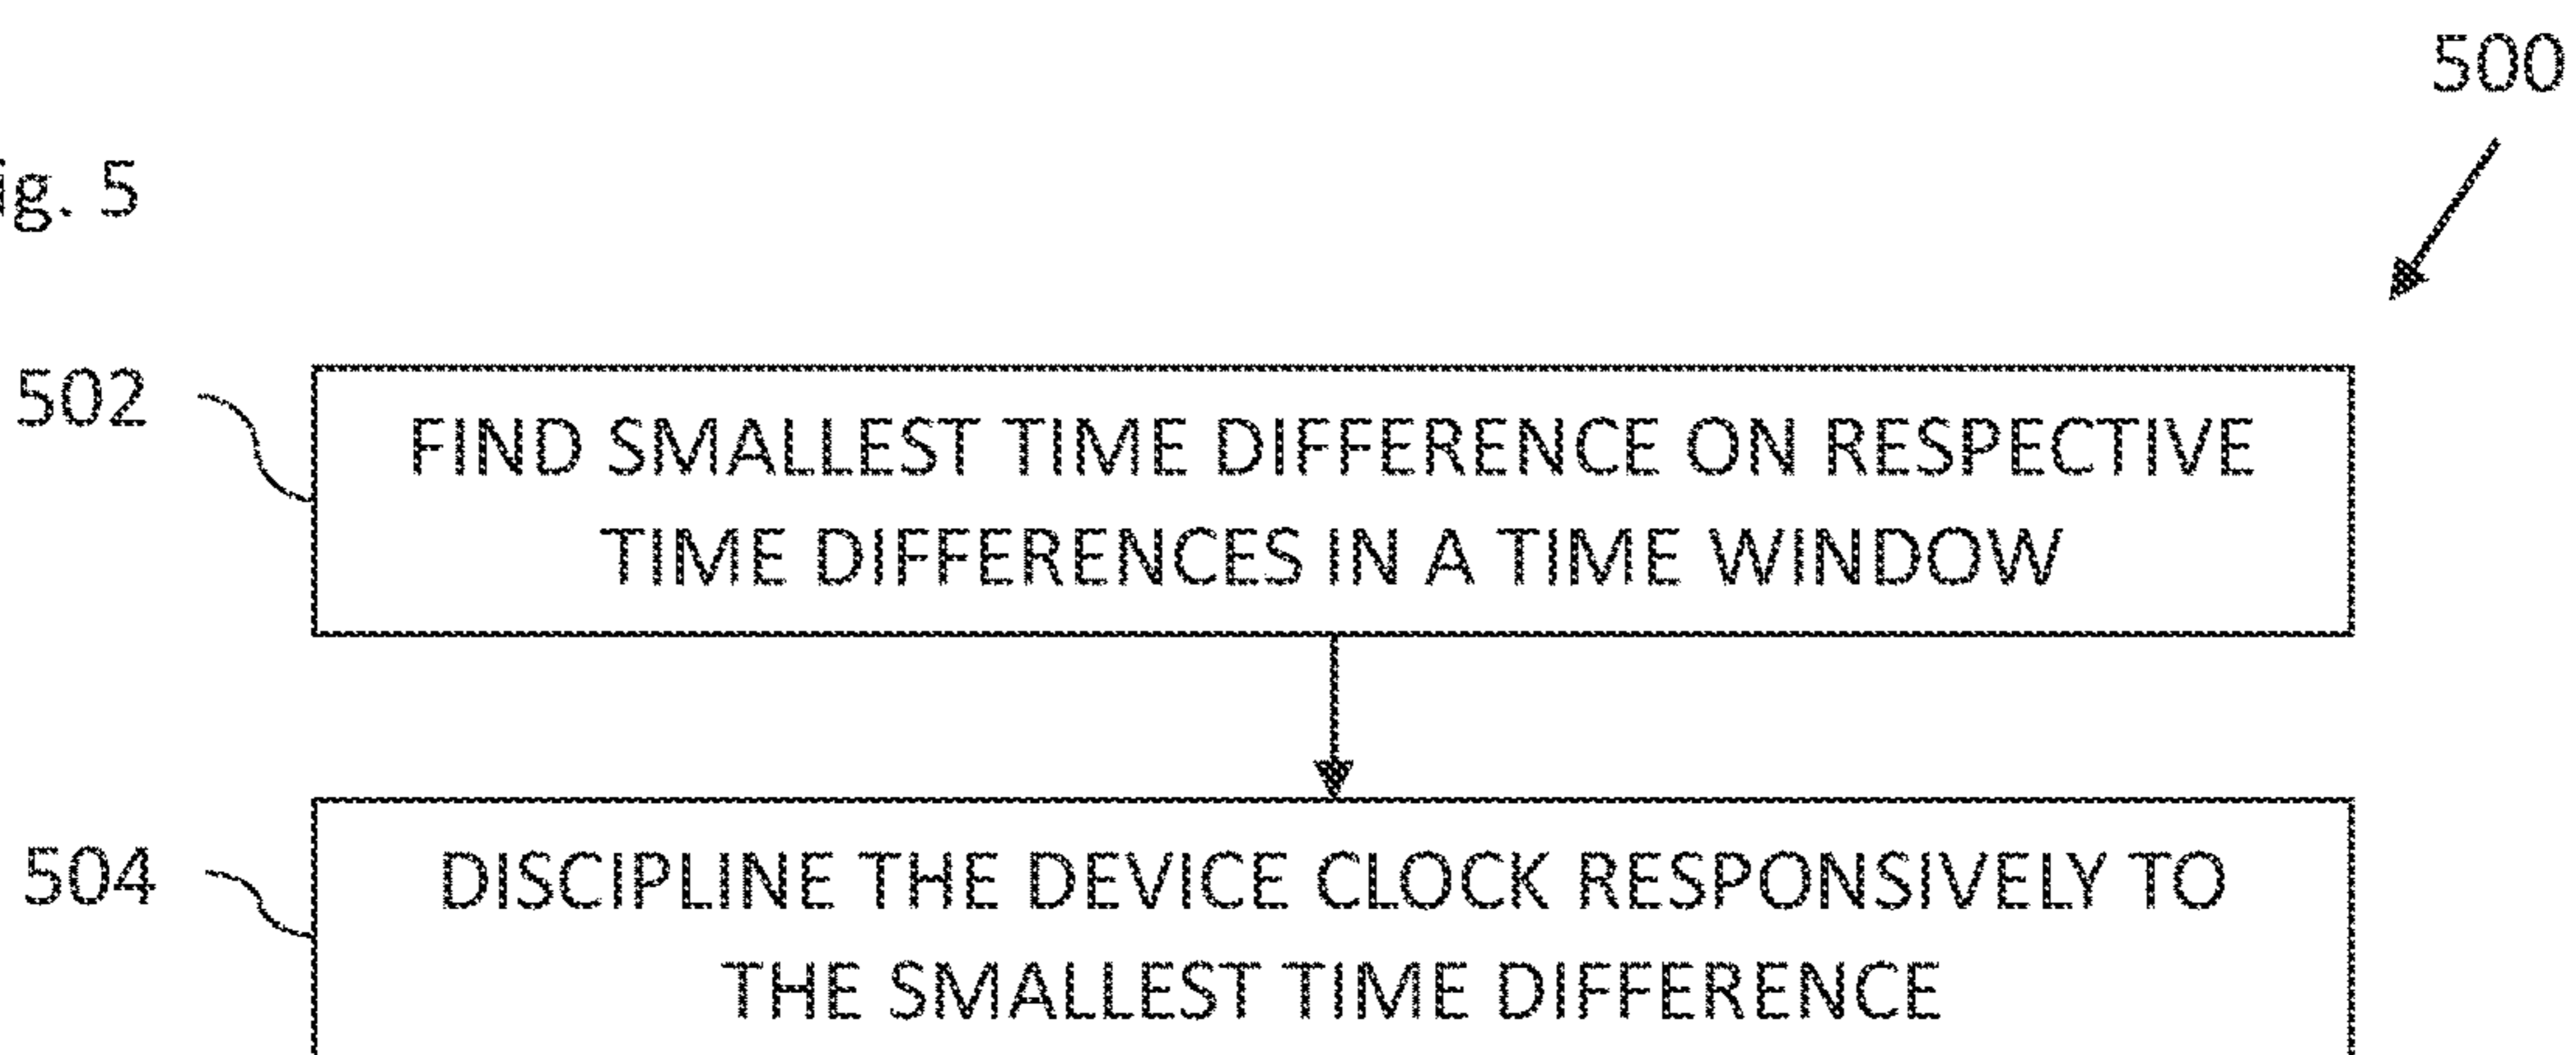 500
ig. 5
502
FIND SMALLEST TIME DIFFERENCE ON RESPECTIVE
TIME DIFFERENCES IN A TIME WINDOW
504
DISCIPLINE THE DEVICE CLOCK RESPONSIVELY TO
THE SMALLEST TIME DIFFERENCE